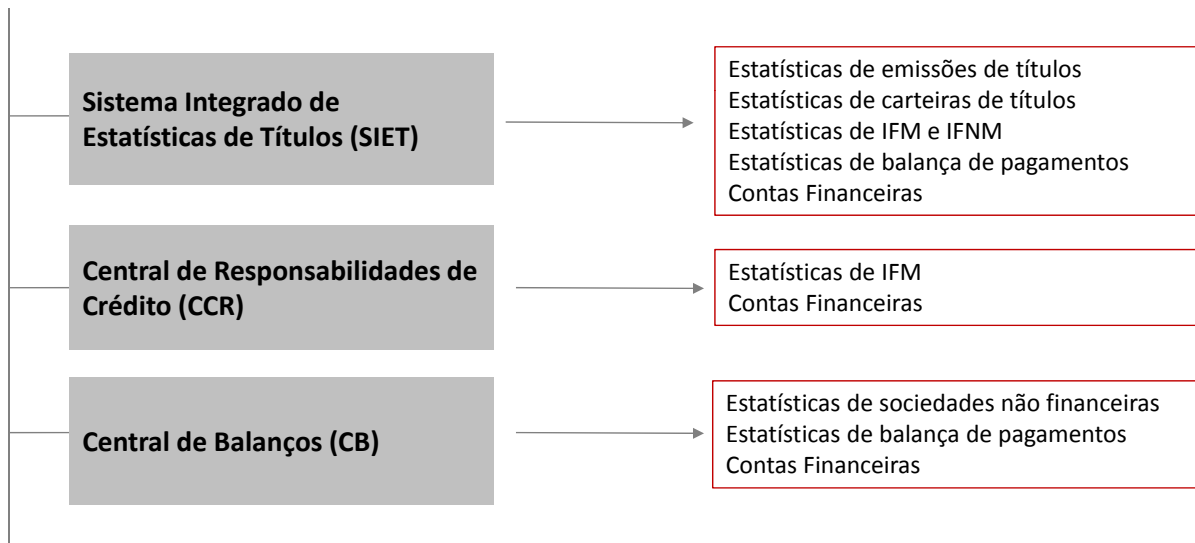 Sistema Integrado de
Estatísticas de Títulos (SIET)
Estatísticas de emissões de títulos
Estatísticas de carteiras de títulos
Estatísticas de IFM e IFNM
Estatísticas de balança de pagamentos
Contas Financeiras
Central de Responsabilidades de
Crédito (CCR)
Estatísticas de IFM
Contas Financeiras
Central de Balanços (CB)
Estatísticas de sociedades não financeiras
Estatísticas de balança de pagamentos
Contas Financeiras